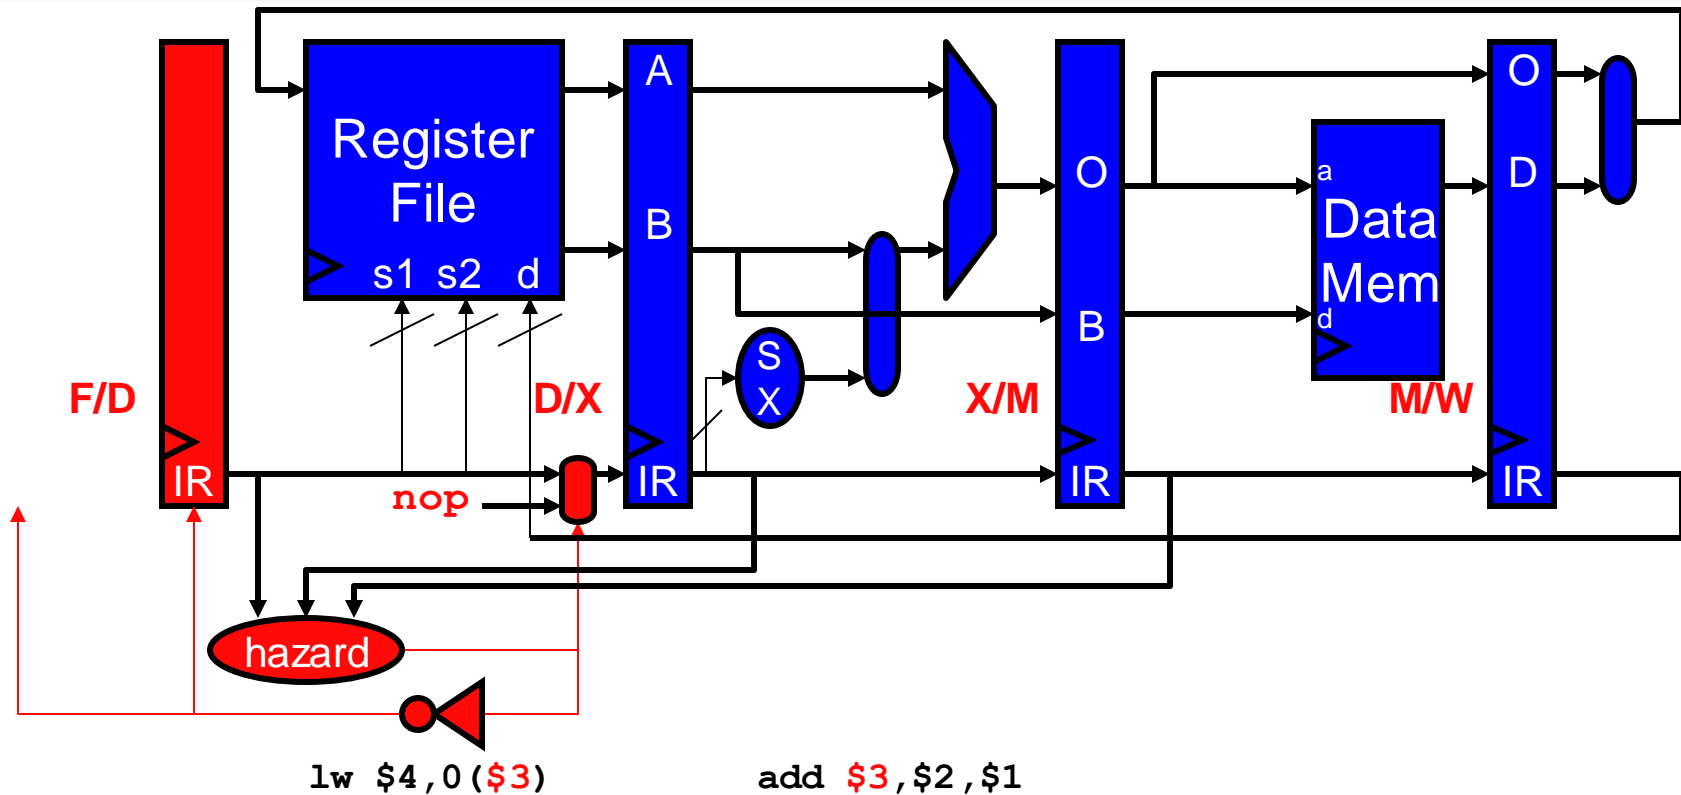 A
O
Register
File
B
s1 s2 d
O
D
a
Data
Mem
d
B
S
X
F/D
D/X
X/M
M/W
IR
IR
IR
IR
nop
hazard
lw $4,0($3)
add $3,$2,$1